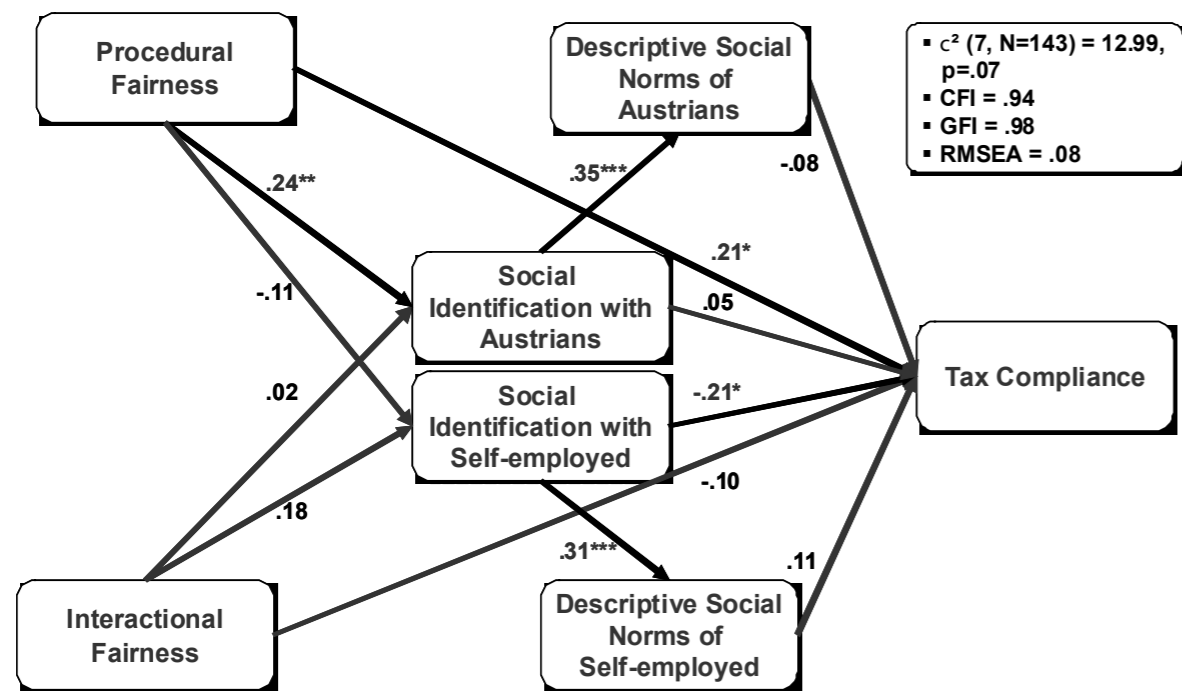 Procedural
Fairness
Descriptive Social
Norms of
Austrians
▪ c² (7, N=143) = 12.99,
p=.07
▪ CFI = .94
▪ GFI = .98
▪ RMSEA = .08
-.08
.35***
.24**
.21*
-.11
Social
Identification with
Austrians
.05
Tax Compliance
.02
Social
Identification with
Self-employed
-.21*
-.10
.18
.31***
.11
Interactional
Fairness
Descriptive Social
Norms of
Self-employed